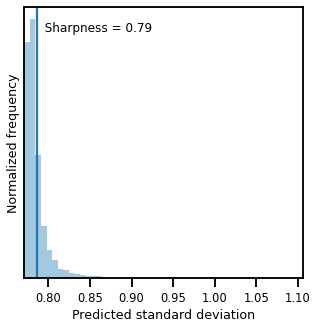 Sharpness = 0.79
Normalized frequency
0.80 0.85 0.90 0.95 1.00 1.05 1.10
Predicted standard deviation